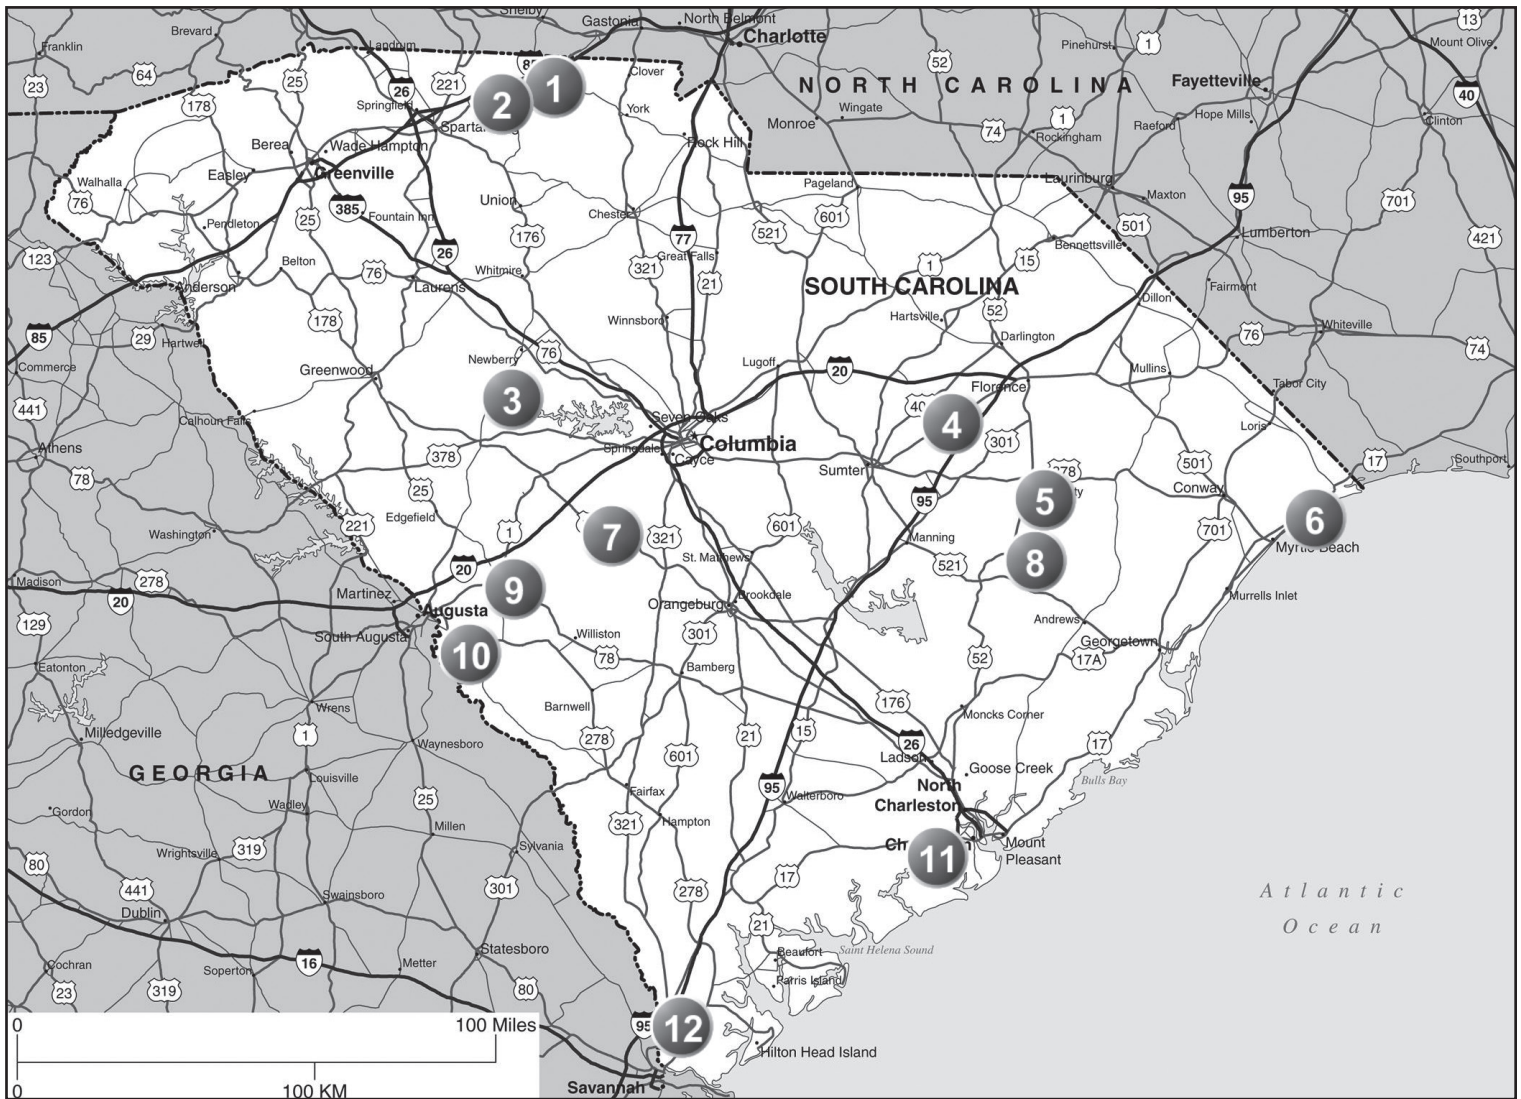 Shelby
Gastonia
North Belmont
Charlotte
Brevard
Franklin
Landrum
Pinehurst
1
13
Mount Olive
64
23
25
26
221
Clover
52
NORTH CAROLINA
Fayetteville
40
178
Springfield
2
1
York
Wingate
Monroe
74
1
Rockingham
Raeford
Hope Mills
Clinton
Berea
Wade Hampton
Rock Hill
Easley
Greenville
Walhalla
76
385
Fountain Inn
Union
Chester
Pageland
Laurinburg
Maxton
95
701
Pendleton
25
601
501
123
26
176
77
521
Bennettsville
Lumberton
421
Belton
76
Whitmire
321
Great Falls
21
1
15
Anderson
Laurens
SOUTH CAROLINA
Fairmont
Dillon
178
Winnsboro
Hartsville
52
85
29
Hartwell
Darlington
76
Whiteville
74
Newberry
76
Lugoff
20
Commerce
Greenwood
Florence
Mullins
Tabor City
441
3
Calhoun Falls
Seven Oaks
4
Loris
301
Athens
Springdale
Columbia
Cayce
378
Sumter
501
17
Southport
78
25
95
5
Conway
Edgefield
Washington
221
1
7
321
601
6
701
Manning
Myrtle Beach
St. Matthews
20
521
8
Madison
278
20
Martinez
9
Brookdale
Murrells Inlet
Augusta
Orangeburg
129
South Augusta
301
Andrews
Georgetown
Williston
10
78
52
17A
Eatonton
Bamberg
Wrens
Barnwell
176
Moncks Corner
Milledgeville
1
Waynesboro
278
601
21
15
26
17
Ladson
GEORGIA
Louisville
Goose Creek
Bulls Bay
25
Fairfax
95
Walterboro
North
Charleston
Gordon
Wadley
321
Hampton
Millen
Wrightsville
319
Sylvania
11
Mount
Pleasant
80
441
301
278
17
Atlantic
Ocean
Swainsboro
Dublin
21
Statesboro
Beaufort
Saint Helena Sound
Cochran
Soperton
16
Metter
Parris Island
23
319
80
0
100 Miles
95
12
Hilton Head Island
0
100 KM
Savannah